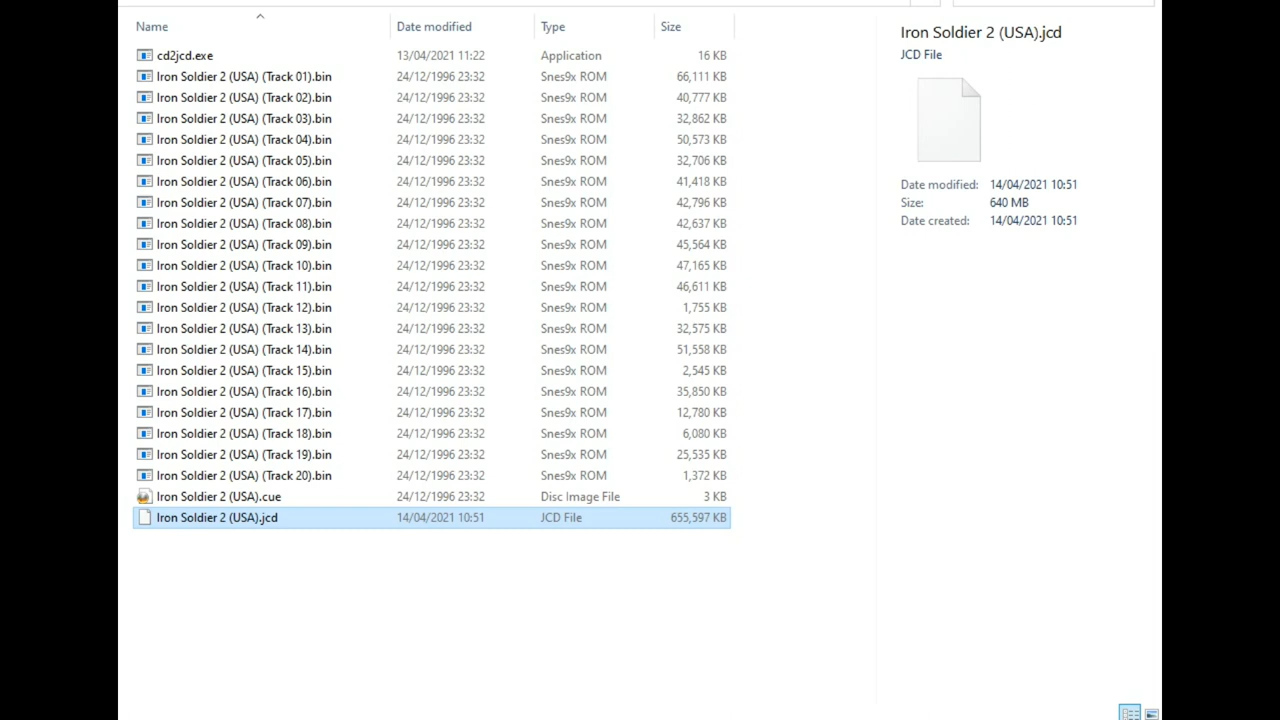 Name Date modified Type Size
cd2jcd.exe 13/04/2021 11:22 Application 16 KB
Iron Soldier 2 (USA) (Track 01).bin 24/12/1996 23:32 Snes9x ROM 66,111 KB
Iron Soldier 2 (USA) (Track 02).bin 24/12/1996 23:32 Snes9x ROM 40,777 KB
Iron Soldier 2 (USA) (Track 03).bin 24/12/1996 23:32 Snes9x ROM 32,862 KB
Iron Soldier 2 (USA) (Track 04).bin 24/12/1996 23:32 Snes9x ROM 50,573 KB
Iron Soldier 2 (USA) (Track 05).bin 24/12/1996 23:32 Snes9x ROM 32,706 KB
Iron Soldier 2 (USA) (Track 06).bin 24/12/1996 23:32 Snes9x ROM 41,418 KB
Iron Soldier 2 (USA) (Track 07).bin 24/12/1996 23:32 Snes9x ROM 42,796 KB
Iron Soldier 2 (USA) (Track 08).bin 24/12/1996 23:32 Snes9x ROM 42,637 KB
Iron Soldier 2 (USA) (Track 09).bin 24/12/1996 23:32 Snes9x ROM 45,564 KB
Iron Soldier 2 (USA) (Track 10).bin 24/12/1996 23:32 Snes9x ROM 47,165 KB
Iron Soldier 2 (USA) (Track 11).bin 24/12/1996 23:32 Snes9x ROM 46,611 KB
Iron Soldier 2 (USA) (Track 12).bin 24/12/1996 23:32 Snes9x ROM 1,755 KB
Iron Soldier 2 (USA) (Track 13).bin 24/12/1996 23:32 Snes9x ROM 32,575 KB
Iron Soldier 2 (USA) (Track 14).bin 24/12/1996 23:32 Snes9x ROM 51,558 KB
Iron Soldier 2 (USA) (Track 15).bin 24/12/1996 23:32 Snes9x ROM 2,545 KB
Iron Soldier 2 (USA) (Track 16).bin 24/12/1996 23:32 Snes9x ROM 35,850 KB
Iron Soldier 2 (USA) (Track 17).bin 24/12/1996 23:32 Snes9x ROM 12,780 KB
Iron Soldier 2 (USA) (Track 18).bin 24/12/1996 23:32 Snes9x ROM 6,080 KB
Iron Soldier 2 (USA) (Track 19).bin 24/12/1996 23:32 Snes9x ROM 25,535 KB
Iron Soldier 2 (USA) (Track 20).bin 24/12/1996 23:32 Snes9x ROM 1,372 KB
Iron Soldier 2 (USA).cue 24/12/1996 23:32 Disc Image File 3 KB
Iron Soldier 2 (USA).jcd 14/04/2021 10:51 JCD File 655,597 KB
Iron Soldier 2 (USA).jcd
JCD File
Date modified: 14/04/2021 10:51
Size: 640 MB
Date created: 14/04/2021 10:51